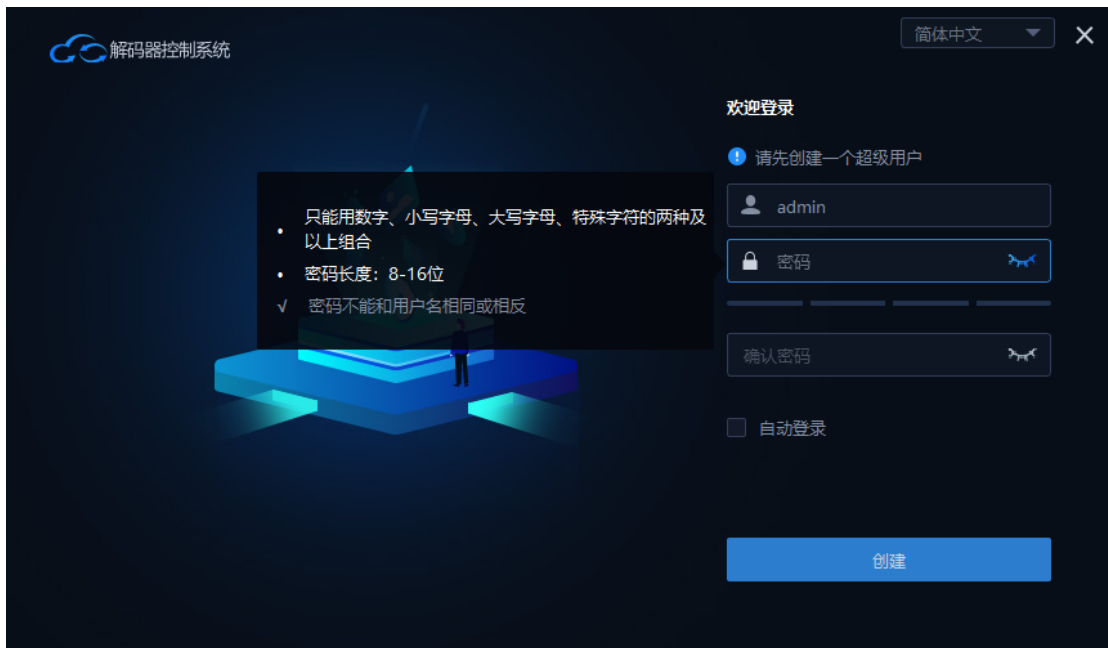 解码器控制系统
简体中文
欢迎登录
请先创建一个超级用户
admin
• 只能用数字、小写字母、大写字母、特殊字符的两种及
以上组合
• 密码长度：8-16位
√ 密码不能和用户名相同或相反
密码
确认密码
自动登录
创建